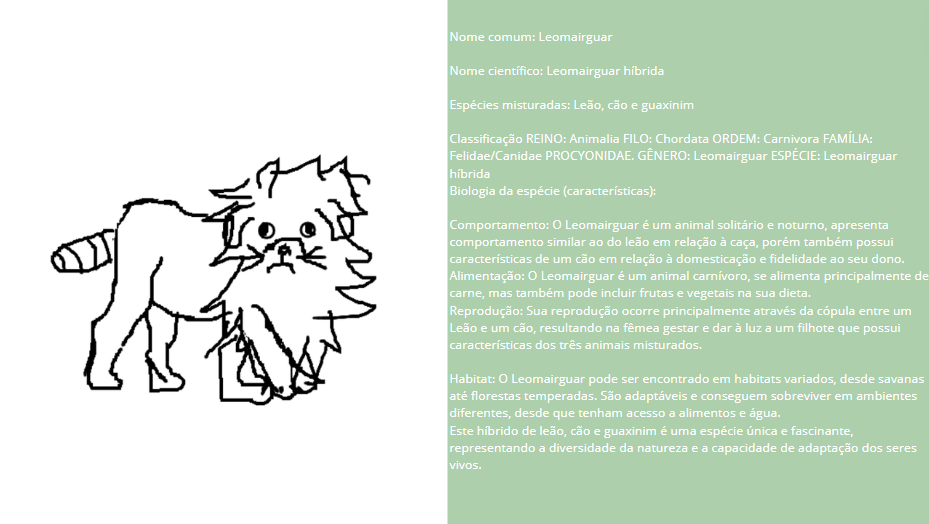 Nome comum: Leomairguar
Nome científico: Leomairguar híbrida
Espécies misturadas: Leão, cão e guaxinim
Classificação REINO: Animalia FILO: Chordata ORDEM: Carnivora FAMÍLIA:
Felidae/Canidae PROCYONIDAE. GÊNERO: Leomairguar ESPÉCIE: Leomairguar
híbrida
Biologia da espécie (características):
Comportamento: O Leomairguar é um animal solitário e noturno, apresenta
comportamento similar ao do leão em relação à caça, porém também possui
características de um cão em relação à domesticação e fidelidade ao seu dono.
Alimentação: O Leomairguar é um animal carnívoro, se alimenta principalmente de
carne, mas também pode incluir frutas e vegetais na sua dieta.
Reprodução: Sua reprodução ocorre principalmente através da cópula entre um
Leão e um cão, resultando na fêmea gestar e dar à luz a um filhote que possui
características dos três animais misturados.
Habitat: O Leomairguar pode ser encontrado em habitats variados, desde savanas
até florestas temperadas. São adaptáveis e conseguem sobreviver em ambientes
diferentes, desde que tenham acesso a alimentos e água.
Este híbrido de leão, cão e guaxinim é uma espécie única e fascinante,
representando a diversidade da natureza e a capacidade de adaptação dos seres
vivos.